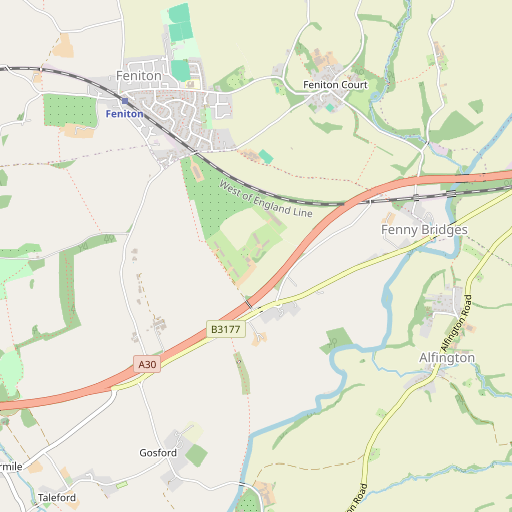 Feniton
Feniton Court
Feniton
West of England Line
Fenny Bridges
B3177
Alfington Road
A30
Alfington
Gosford
rmile
Taleford
on Road